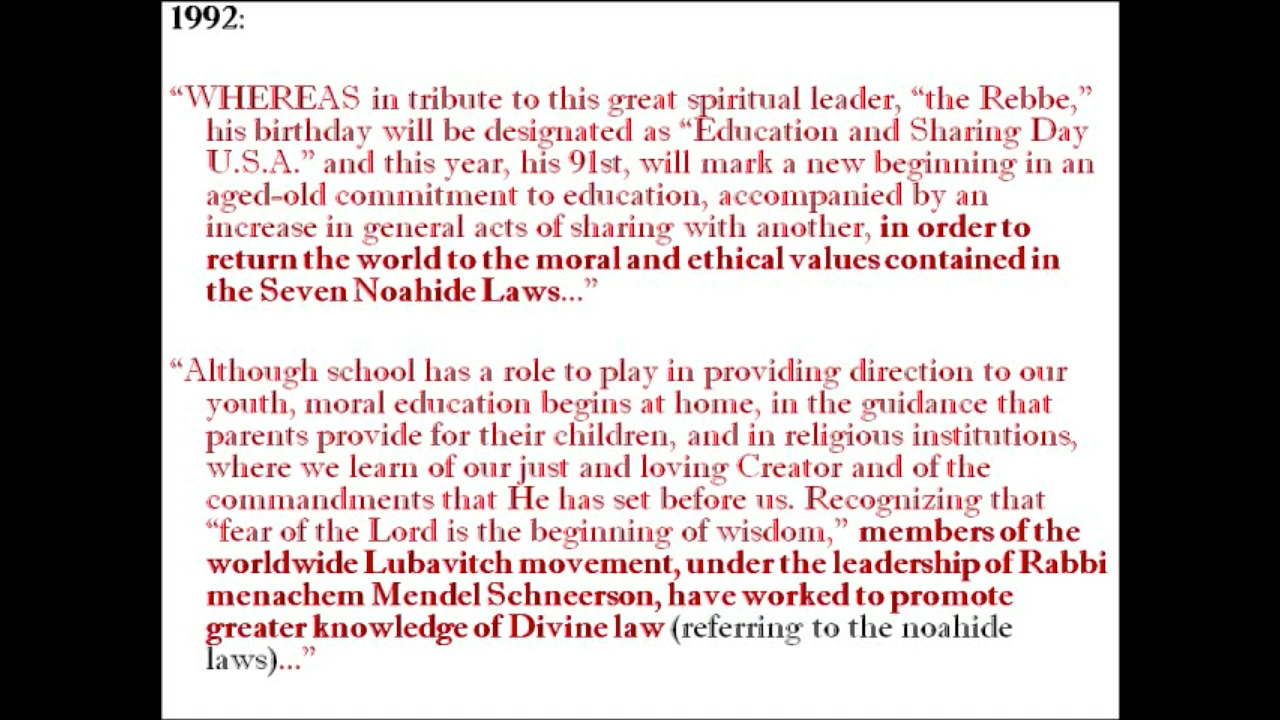 1992:
“WHEREAS in tribute to this great spiritual leader, “the Rebbe,”
his birthday will be designated as “Education and Sharing Day
U.S.A.” and this year, his 91st, will mark a new beginning in an
aged-old commitment to education, accompanied by an
increase in general acts of sharing with another, in order to
return the world to the moral and ethical values contained in
the Seven Noahide Laws...”
“Although school has a role to play in providing direction to our
youth, moral education begins at home, in the guidance that
parents provide for their children, and in religious institutions,
where we learn of our just and loving Creator and of the
commandments that He has set before us. Recognizing that
“fear of the Lord is the beginning of wisdom,” members of the
worldwide Lubavitch movement, under the leadership of Rabbi
menachem Mendel Schneerson, have worked to promote
greater knowledge of Divine law (referring to the noahide
laws)...”